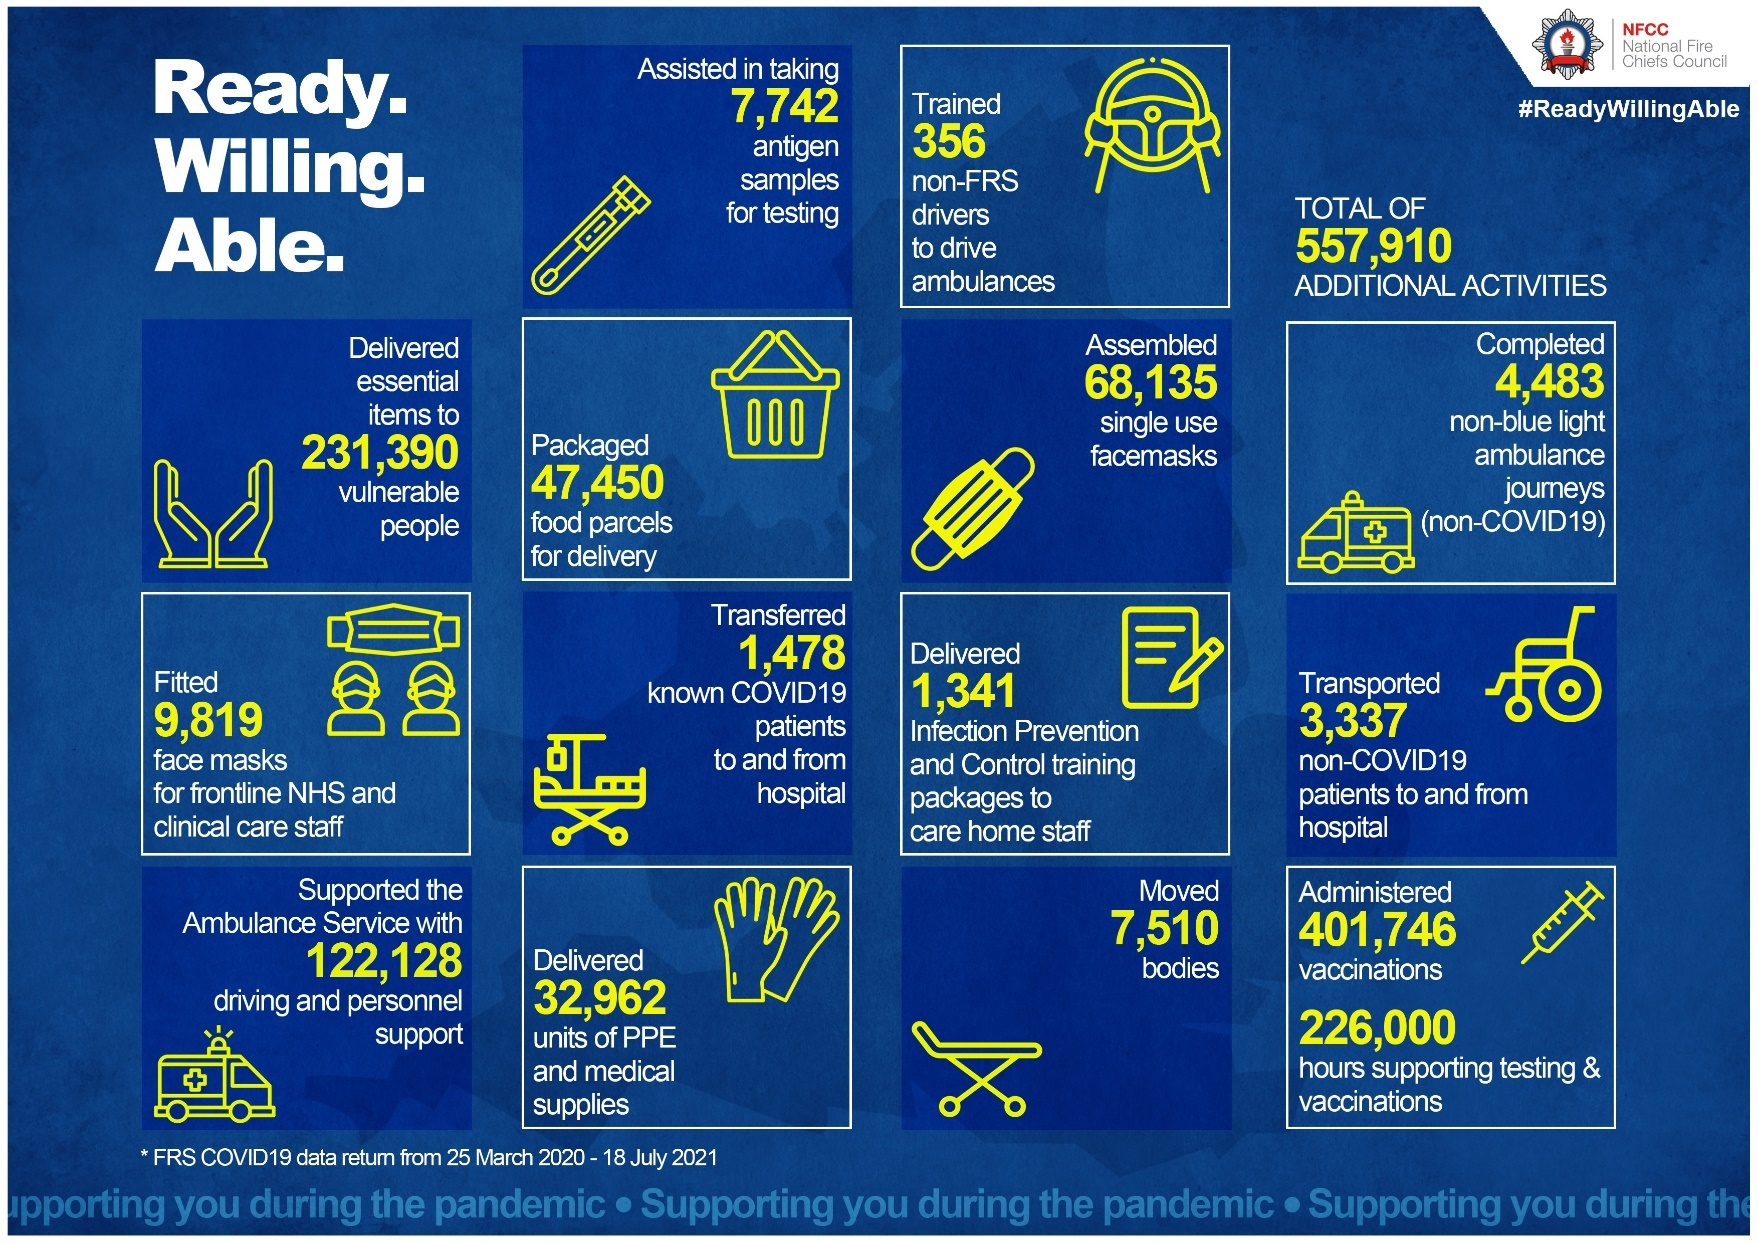 Ready.
Willing.
Able.
NFCC
National Fire
Chiefs Council
#ReadyWillingAble
Assisted in taking
7,742
antigen
samples
for testing
Trained
356
non-FRS
drivers
to drive
ambulances
TOTAL OF
557,910
ADDITIONAL ACTIVITIES
Delivered
essential
items to
231,390
vulnerable
people
Packaged
47,450
food parcels
for delivery
Assembled
68,135
single use
facemasks
Completed
4,483
non-blue light
ambulance
journeys
(non-COVID19)
Fitted
9,819
face masks
for frontline NHS and
clinical care staff
Transferred
1,478
known COVID19
patients
to and from
hospital
Delivered
1,341
Infection Prevention
and Control training
packages to
care home staff
Transported
3,337
non-COVID19
patients to and from
hospital
Supported the
Ambulance Service with
122,128
driving and personnel
support
Delivered
32,962
units of PPE
and medical
supplies
Moved
7,510
bodies
Administered
401,746
vaccinations
226,000
hours supporting testing &
vaccinations
* FRS COVID19 data return from 25 March 2020 - 18 July 2021
upporting you during the pandemic • Supporting you during the pandemic • Supporting you during the